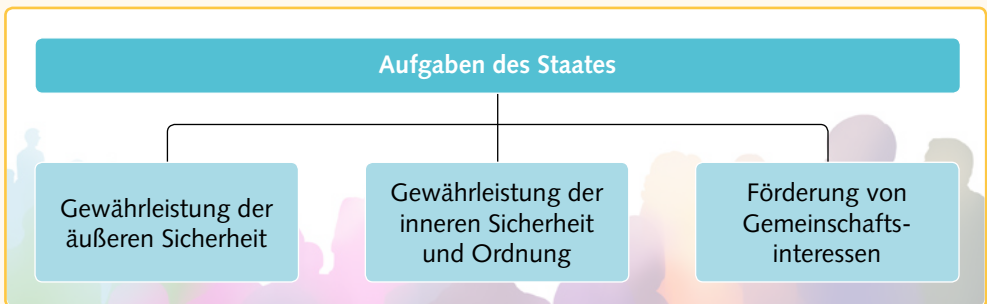 Aufgaben des Staates
Gewährleistung der
äußeren Sicherheit
Gewährleistung der
inneren Sicherheit
und Ordnung
Förderung von
Gemeinschafts-
interessen